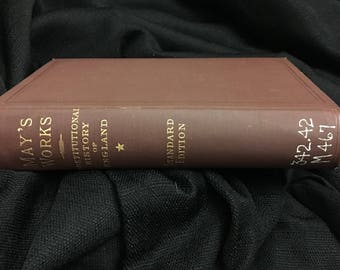 MAY'S
WORKS
CONSTITUTIONAL
HISTORY
OF
ENGLAND
STANDARD
EDITION
342.42
M467